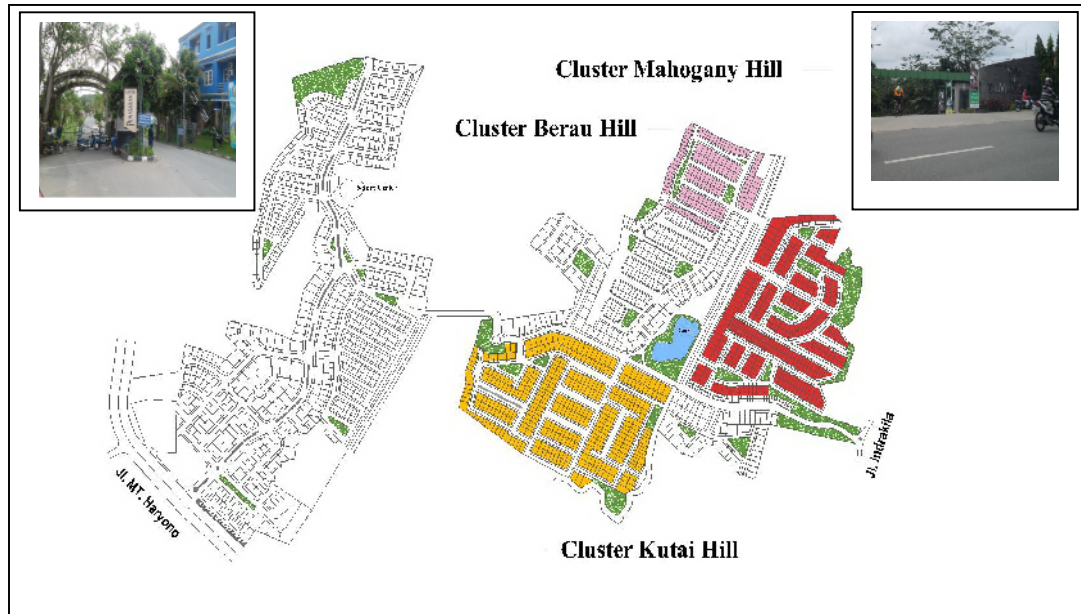 Cluster Mahogany Hill
Cluster Berau Hill
Jl. MT. Haryono
Jl. Indrakila
Cluster Kutai Hill